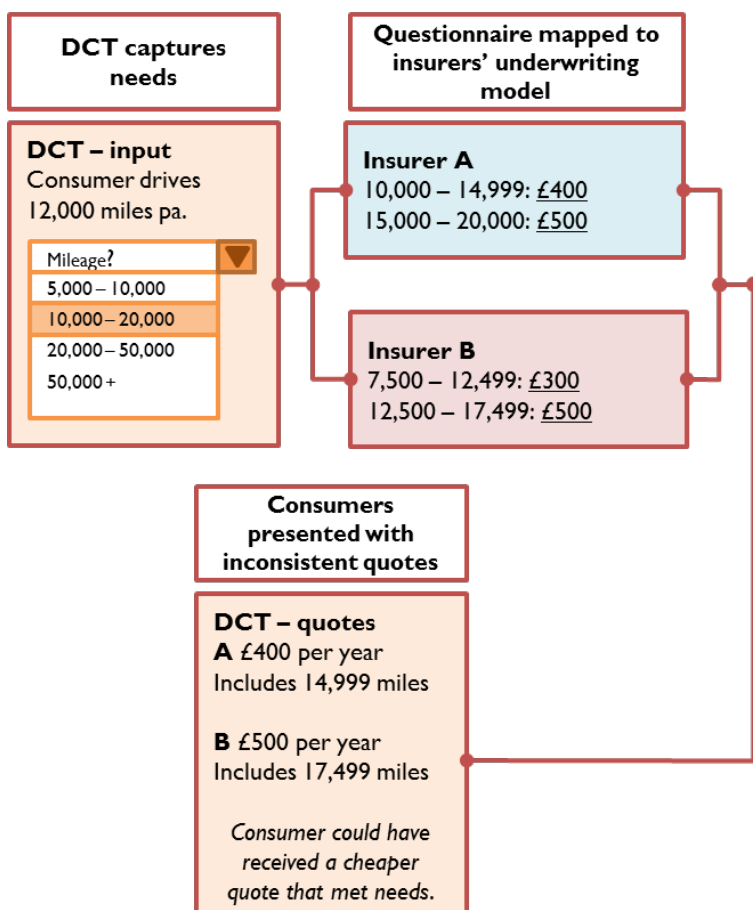 DCT captures
needs
Questionnaire mapped to
insurers’ underwriting
model
DCT – input
Consumer drives
12,000 miles pa.
Mileage?
5,000 – 10,000
10,000 – 20,000
20,000 – 50,000
50,000 +
Insurer A
10,000 – 14,999: £400
15,000 – 20,000: £500
Insurer B
7,500 – 12,499: £300
12,500 – 17,499: £500
Consumers
presented with
inconsistent quotes
DCT – quotes
A £400 per year
Includes 14,999 miles
B £500 per year
Includes 17,499 miles
Consumer could have
received a cheaper
quote that met needs.